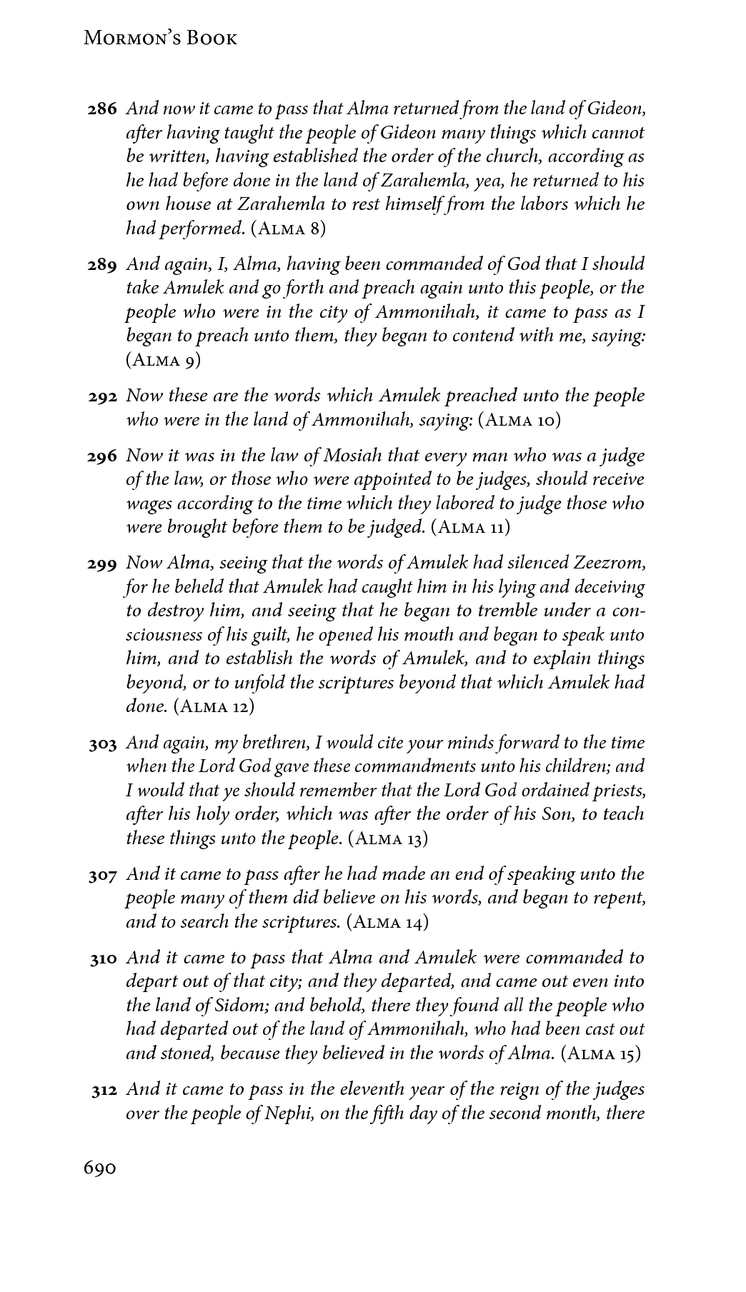 Mormon's Book
286 And now it came to pass that Alma returned from the land of Gideon,
after having taught the people of Gideon many things which cannot
be written, having established the order of the church, according as
he had before done in the land of Zarahemla, yea, he returned to his
own house at Zarahemla to rest himself from the labors which he
had performed. (Alma 8)
289 And again, I, Alma, having been commanded of God that I should
take Amulek and go forth and preach again unto this people, or the
people who were in the city of Ammonihah, it came to pass as I
began to preach unto them, they began to contend with me, saying:
(Alma 9)
292 Now these are the words which Amulek preached unto the people
who were in the land of Ammonihah, saying: (Alma 10)
296 Now it was in the law of Mosiah that every man who was a judge
of the law, or those who were appointed to be judges, should receive
wages according to the time which they labored to judge those who
were brought before them to be judged. (Alma 11)
299 Now Alma, seeing that the words of Amulek had silenced Zeezrom,
for he beheld that Amulek had caught him in his lying and deceiving
to destroy him, and seeing that he began to tremble under a con-
sciousness of his guilt, he opened his mouth and began to speak unto
him, and to establish the words of Amulek, and to explain things
beyond, or to unfold the scriptures beyond that which Amulek had
done. (Alma 12)
303 And again, my brethren, I would cite your minds forward to the time
when the Lord God gave these commandments unto his children; and
I would that ye should remember that the Lord God ordained priests,
after his holy order, which was after the order of his Son, to teach
these things unto the people. (Alma 13)
307 And it came to pass after he had made an end of speaking unto the
people many of them did believe on his words, and began to repent,
and to search the scriptures. (Alma 14)
310 And it came to pass that Alma and Amulek were commanded to
depart out of that city; and they departed, and came out even into
the land of Sidom; and behold, there they found all the people who
had departed out of the land of Ammonihah, who had been cast out
and stoned, because they believed in the words of Alma. (Alma 15)
312 And it came to pass in the eleventh year of the reign of the judges
over the people of Nephi, on the fifth day of the second month, there
690